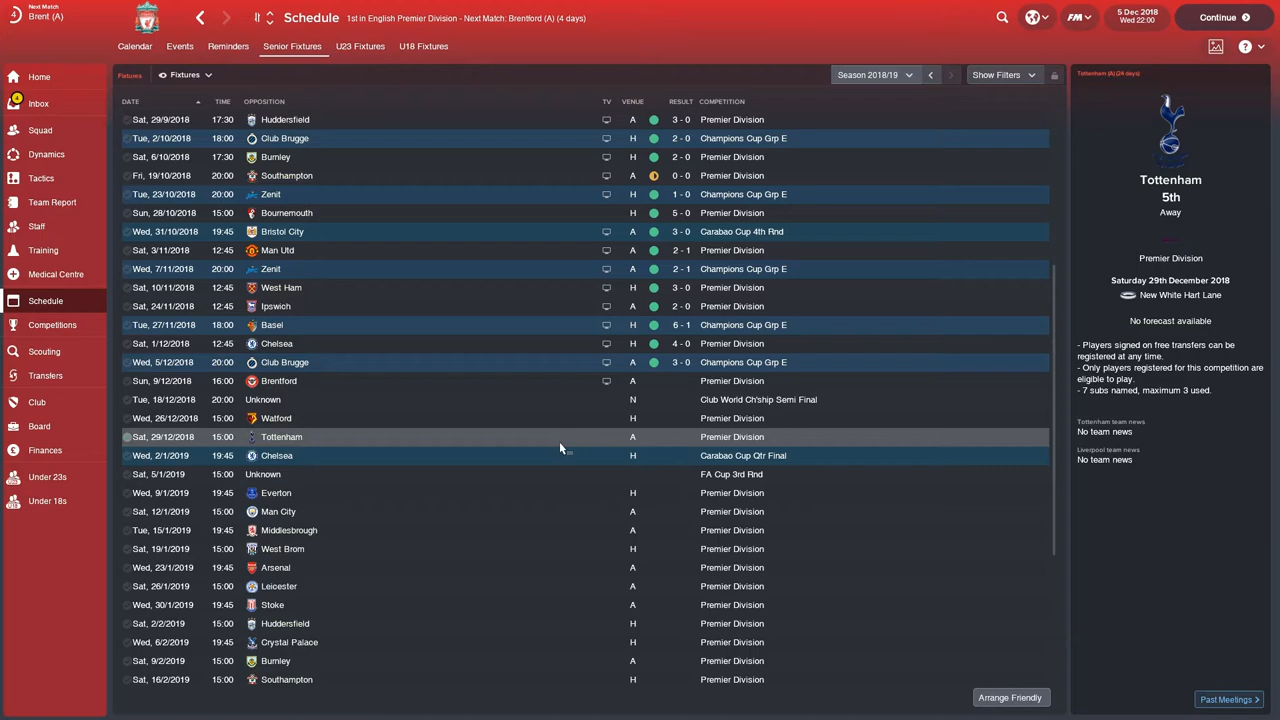 4
Next Match
Brent (A)
Schedule
1st in English Premier Division - Next Match: Brentford (A) (4 days)
FM
5 Dec 2018
Wed 22:00
Continue
Calendar
Events
Reminders
Senior Fixtures
U23 Fixtures
U18 Fixtures
?
Home
4
Inbox
Squad
Dynamics
Tactics
Team Report
Staff
Training
Medical Centre
Schedule
Competitions
Scouting
Transfers
Club
Board
Finances
Under 23s
Under 18s
Fixtures
Fixtures
Season 2018/19
Show Filters
DATE TIME OPPOSITION TV VENUE RESULT COMPETITION
Sat, 29/9/2018 17:30 Huddersfield A 3 - 0 Premier Division
Tue, 2/10/2018 18:00 Club Brugge H 2 - 0 Champions Cup Grp E
Sat, 6/10/2018 17:30 Burnley H 2 - 0 Premier Division
Fri, 19/10/2018 20:00 Southampton A 0 - 0 Premier Division
Tue, 23/10/2018 20:00 Zenit H 1 - 0 Champions Cup Grp E
Sun, 28/10/2018 15:00 Bournemouth H 5 - 0 Premier Division
Wed, 31/10/2018 19:45 Bristol City A 3 - 0 Carabao Cup 4th Rnd
Sat, 3/11/2018 12:45 Man Utd A 2 - 1 Premier Division
Wed, 7/11/2018 20:00 Zenit A 2 - 1 Champions Cup Grp E
Sat, 10/11/2018 12:45 West Ham H 3 - 0 Premier Division
Sat, 24/11/2018 12:45 Ipswich A 2 - 0 Premier Division
Tue, 27/11/2018 18:00 Basel H 6 - 1 Champions Cup Grp E
Sat, 1/12/2018 12:45 Chelsea H 4 - 0 Premier Division
Wed, 5/12/2018 20:00 Club Brugge A 3 - 0 Champions Cup Grp E
Sun, 9/12/2018 16:00 Brentford A Premier Division
Tue, 18/12/2018 20:00 Unknown N Club World Ch'ship Semi Final
Wed, 26/12/2018 15:00 Watford H Premier Division
Sat, 29/12/2018 15:00 Tottenham A Premier Division
Wed, 2/1/2019 19:45 Chelsea H Carabao Cup Qtr Final
Sat, 5/1/2019 15:00 Unknown FA Cup 3rd Rnd
Wed, 9/1/2019 19:45 Everton H Premier Division
Sat, 12/1/2019 15:00 Man City A Premier Division
Tue, 15/1/2019 19:45 Middlesbrough A Premier Division
Sat, 19/1/2019 15:00 West Brom H Premier Division
Wed, 23/1/2019 19:45 Arsenal A Premier Division
Sat, 26/1/2019 15:00 Leicester A Premier Division
Wed, 30/1/2019 19:45 Stoke A Premier Division
Sat, 2/2/2019 15:00 Huddersfield H Premier Division
Wed, 6/2/2019 19:45 Crystal Palace H Premier Division
Sat, 9/2/2019 15:00 Burnley A Premier Division
Sat, 16/2/2019 15:00 Southampton H Premier Division
Arrange Friendly
Tottenham (A) (24 days)
Tottenham
5th
Away
Premier Division
Saturday 29th December 2018
New White Hart Lane
No forecast available
- Players signed on free transfers can be
registered at any time.
- Only players registered for this competition are
eligible to play.
- 7 subs named, maximum 3 used.
Tottenham team news
No team news
Liverpool team news
No team news
Past Meetings